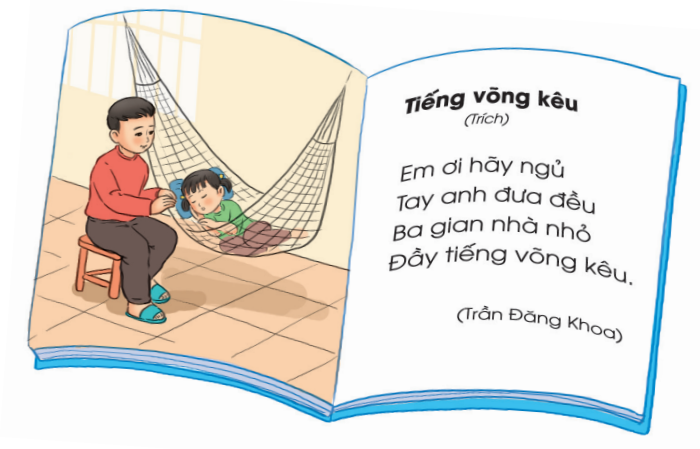 Tiếng võng kêu
(Trích)
Em ơi hãy ngủ
Tay anh đưa đều
Ba gian nhà nhỏ
Đầy tiếng võng kêu.
(Trần Đăng Khoa)